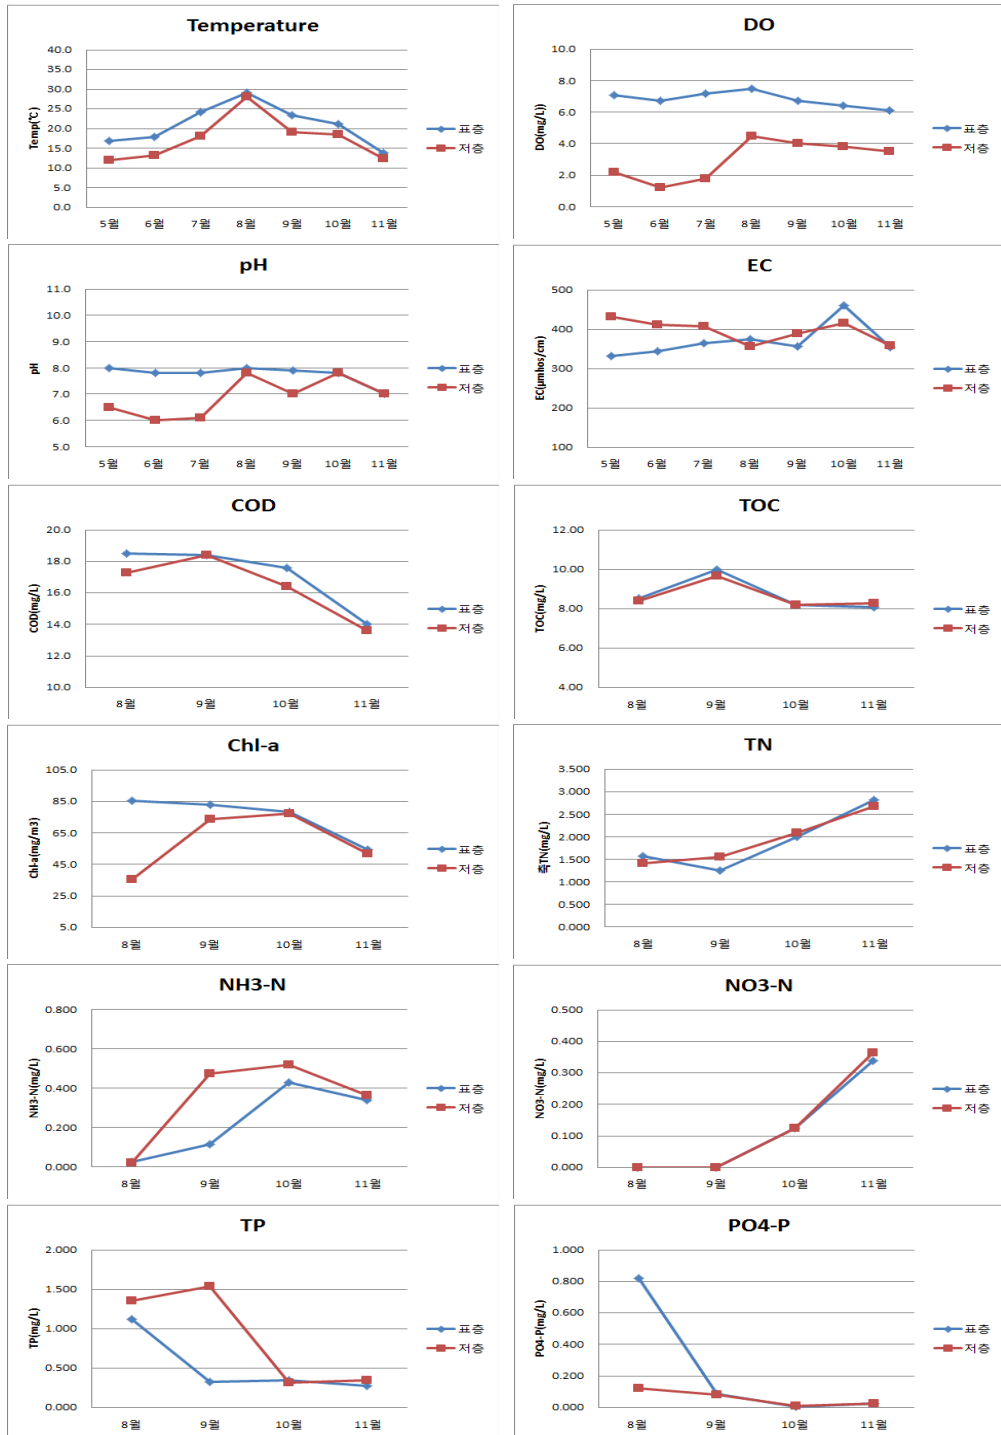 Temperature
Temp(℃)
40.0
35.0
30.0
25.0
20.0
15.0
10.0
5.0
0.0
5월 6월 7월 8월 9월 10월 11월
표층
저층
DO
DO(mg/L))
10.0
8.0
6.0
4.0
2.0
0.0
5월 6월 7월 8월 9월 10월 11월
표층
저층
pH
pH
11.0
10.0
9.0
8.0
7.0
6.0
5.0
5월 6월 7월 8월 9월 10월 11월
표층
저층
EC
EC(μmhos/cm)
500
400
300
200
100
5월 6월 7월 8월 9월 10월 11월
표층
저층
COD
COD(mg/L)
20.0
18.0
16.0
14.0
12.0
10.0
8월 9월 10월 11월
표층
저층
TOC
TOC(mg/L)
12.00
10.00
8.00
6.00
4.00
8월 9월 10월 11월
표층
저층
Chl-a
Chl-a(mg/m3)
105.0
85.0
65.0
45.0
25.0
5.0
8월 9월 10월 11월
표층
저층
TN
축TN(mg/L)
3.500
3.000
2.500
2.000
1.500
1.000
0.500
0.000
8월 9월 10월 11월
표층
저층
NH3-N
NH3-N(mg/L)
0.800
0.600
0.400
0.200
0.000
8월 9월 10월 11월
표층
저층
NO3-N
NO3-N(mg/L)
0.500
0.400
0.300
0.200
0.100
0.000
8월 9월 10월 11월
표층
저층
TP
TP(mg/L)
2.000
1.500
1.000
0.500
0.000
8월 9월 10월 11월
표층
저층
PO4-P
PO4-P(mg/L)
1.000
0.800
0.600
0.400
0.200
0.000
8월 9월 10월 11월
표층
저층